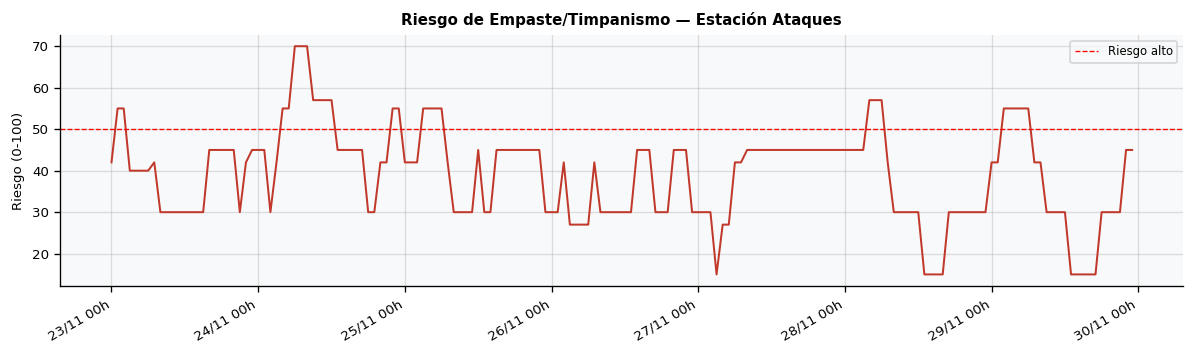 Riesgo de Empaste/Timpanismo — Estación Ataques
Riesgo alto
Riesgo (0-100)
70
60
50
40
30
20
23/11 00h
24/11 00h
25/11 00h
26/11 00h
27/11 00h
28/11 00h
29/11 00h
30/11 00h